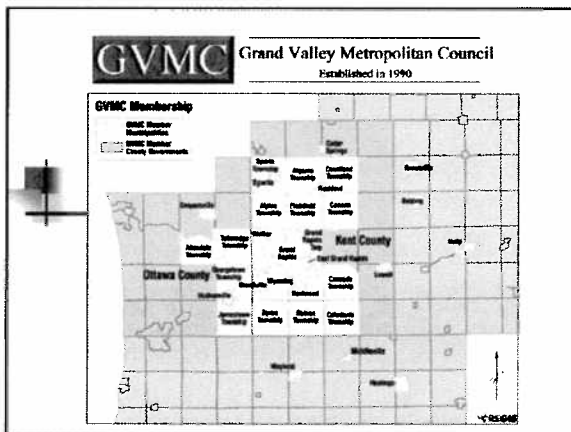 GVMC
Grand Valley Metropolitan Council
Established in 1990
GVMC Membership
GVMC Member
Municipalities
GVMC Member
County Governments
Cedar
Springs
Sparta
Township
Algoma
Township
Courtland
Township
Greenville
Sparta
Rockford
Alpine
Township
Plainfield
Township
Cannon
Township
Belding
Coopersville
Allendale
Township
Tallmadge
Township
Walker
Grand
Rapids
Grand
Rapids
Twp
Kent County
East Grand Rapids
Ionia
Ottawa County
Georgetown
Township
Lowell
Hudsonville
Grandville
Wyoming
Kentwood
Cascade
Township
Jamestown
Township
Byron
Township
Gaines
Township
Caledonia
Township
Middleville
Wayland
Hastings
REGIS